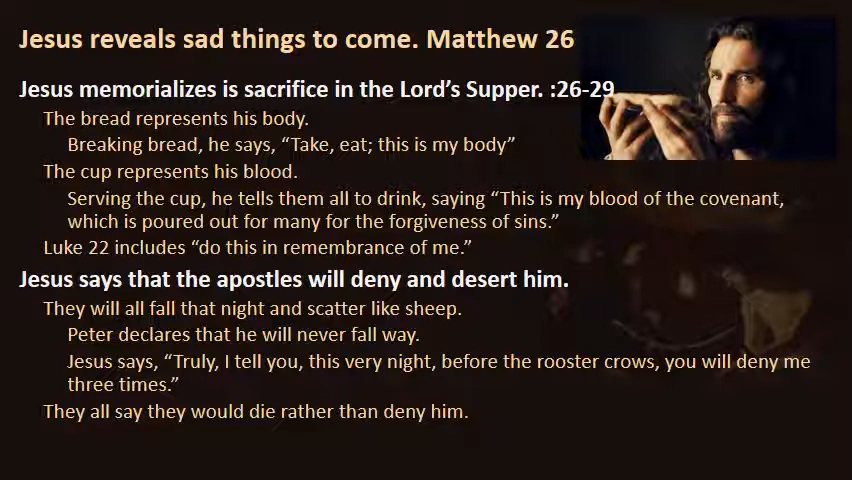 Jesus reveals sad things to come. Matthew 26
Jesus memorializes is sacrifice in the Lord’s Supper. :26-29
The bread represents his body.
Breaking bread, he says, “Take, eat; this is my body”
The cup represents his blood.
Serving the cup, he tells them all to drink, saying “This is my blood of the covenant,
which is poured out for many for the forgiveness of sins.”
Luke 22 includes “do this in remembrance of me.”
Jesus says that the apostles will deny and desert him.
They will all fall that night and scatter like sheep.
Peter declares that he will never fall way.
Jesus says, “Truly, I tell you, this very night, before the rooster crows, you will deny me
three times.”
They all say they would die rather than deny him.